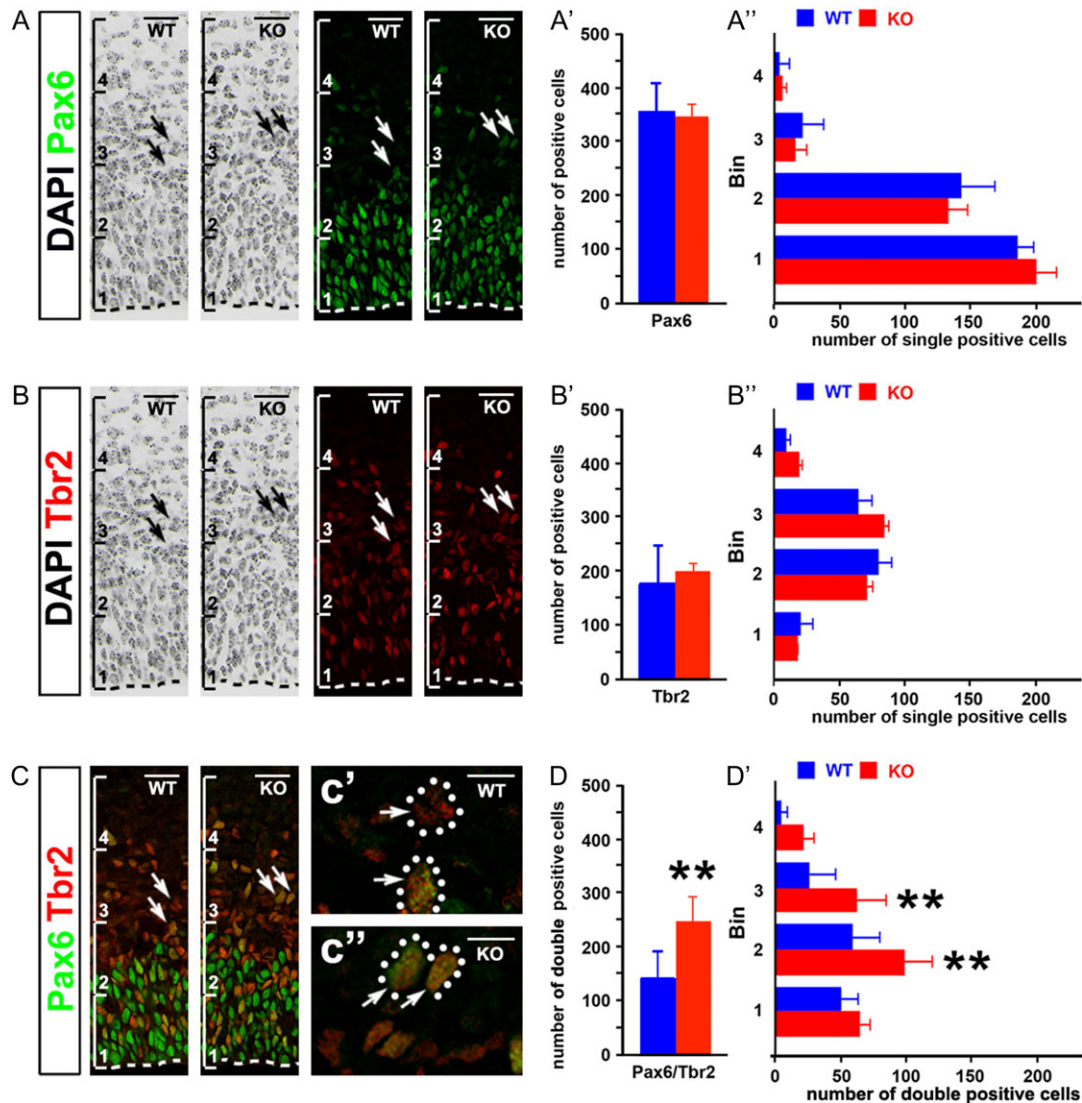 A
DAPI Pax6
WT
4
3
2
1
KO
4
3
2
1
WT
4
3
2
1
KO
4
3
2
1
A’
number of positive cells
500
400
300
200
100
0
Pax6
A’’
WT KO
Bin
4
3
2
1
0 50 100 150 200
number of single positive cells
B
DAPI Tbr2
WT
4
3
2
1
KO
4
3
2
1
WT
4
3
2
1
KO
4
3
2
1
B’
number of positive cells
500
400
300
200
100
0
Tbr2
B’’
WT KO
Bin
4
3
2
1
0 50 100 150 200
number of single positive cells
C
Pax6 Tbr2
WT
4
3
2
1
KO
4
3
2
1
c’
WT
c’’
KO
D
number of double positive cells
500
400
300
200
100
0
**
Pax6/Tbr2
D’
WT KO
Bin
4
3
**
2
**
1
0 50 100 150 200
number of double positive cells